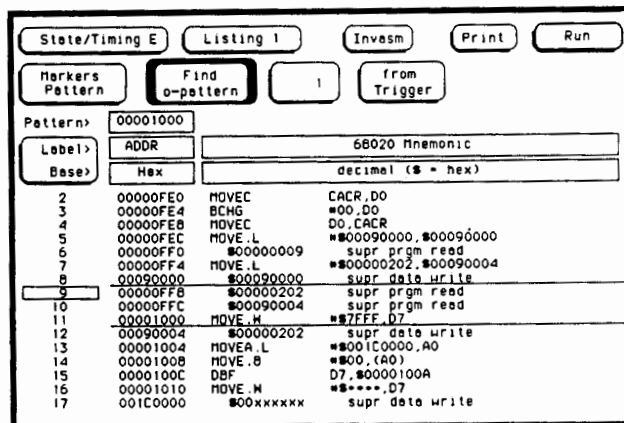 State/Timing E Listing 1 Invasm Print Run
Markers Pattern Find o-pattern 1 from Trigger
Pattern> 00001000
Label> ADDR 68020 Mnemonic
Base> Hex decimal ($ = hex)
2 00000FE0 MOVEC CACR,D0
3 00000FE4 BCHG #00,D0
4 00000FE8 MOVEC D0,CACR
5 00000FEC MOVE.L #$00090000,$00090000
6 00000FF0 $00000009 supr prgm read
7 00000FF4 MOVE.L #$00000202,$00090004
8 00090000 $00090000 supr data write
9 00000FF8 $00000202 supr prgm read
10 00000FFC $00090004 supr prgm read
11 00001000 MOVE.W #$7FFF,D7
12 00090004 $00000202 supr data write
13 00001004 MOVEA.L #$001C0000,A0
14 00001008 MOVE.B #$00,(A0)
15 0000100C DBF D7,$0000100A
16 00001010 MOVE.W #$****,D7
17 001C0000 $00xxxxxx supr data write